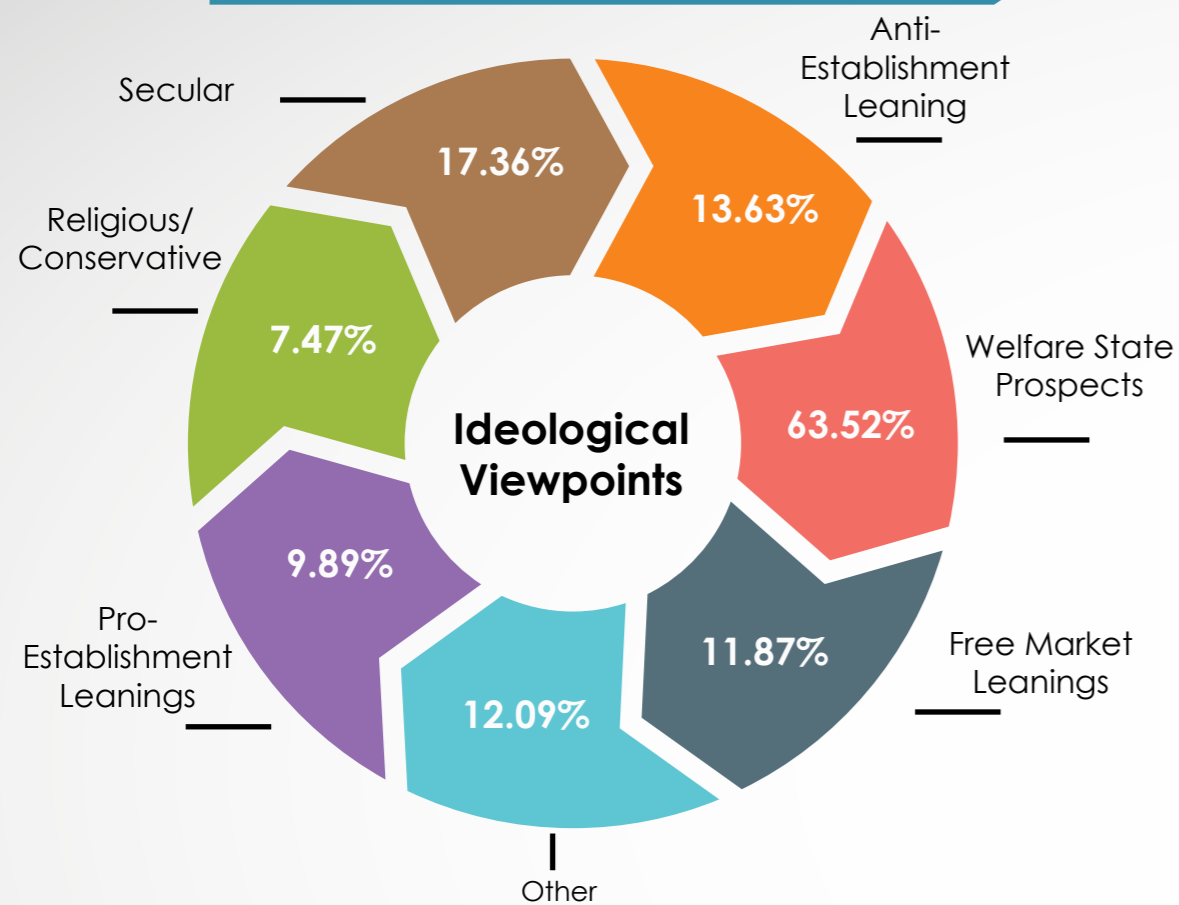 Anti-
Establishment
Leaning
Secular
17.36%
13.63%
Religious/
Conservative
7.47%
Welfare State
Prospects
63.52%
Ideological
Viewpoints
9.89%
Pro-
Establishment
Leanings
11.87%
Free Market
Leanings
12.09%
Other